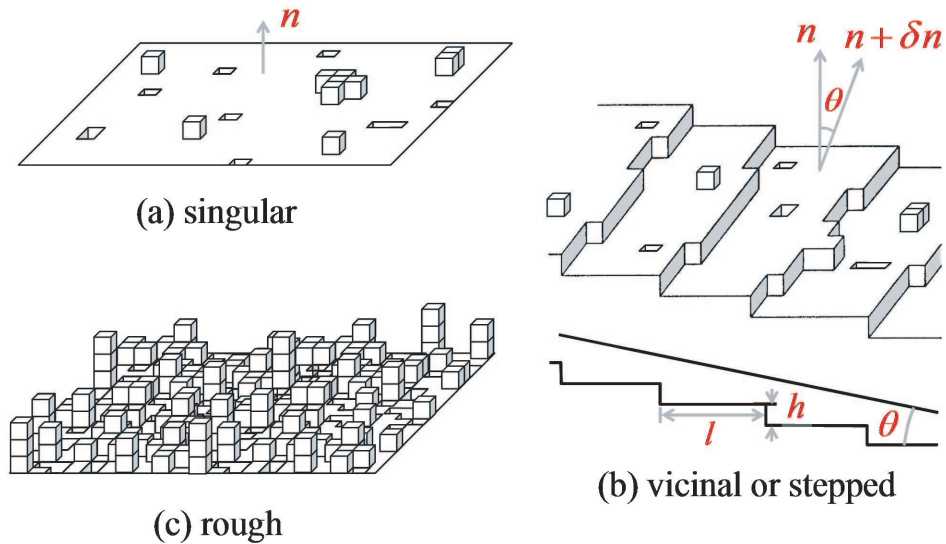 n
(a) singular
n
n + δn
θ
h
l
θ
(b) vicinal or stepped
(c) rough